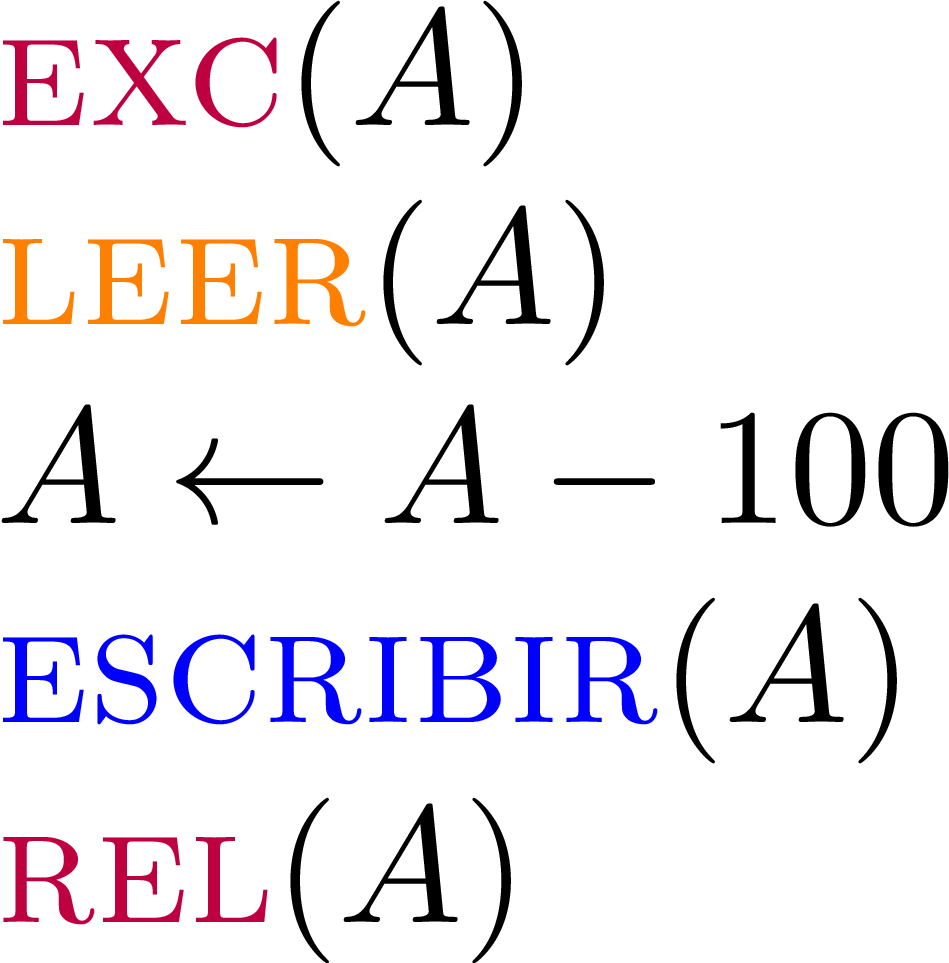 EXC(A)
LEER(A)
A ← A − 100
ESCRIBIR(A)
REL(A)